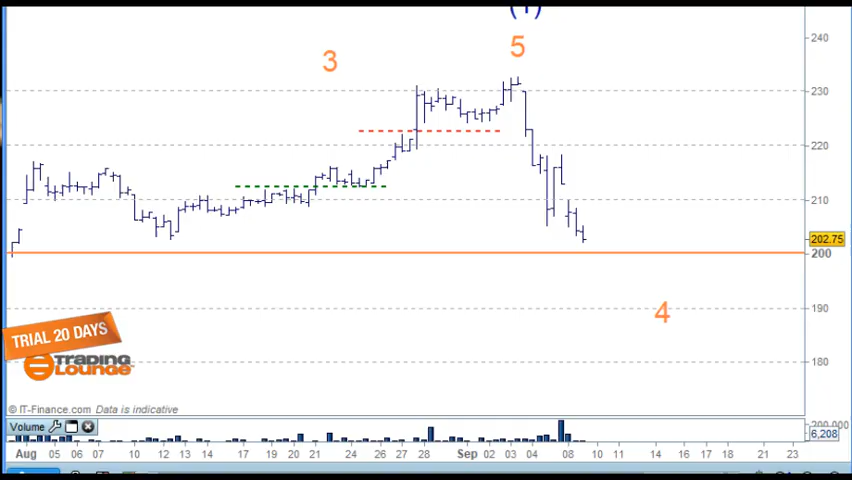 (1)
5
3
240
230
220
210
202.75
200
190
4
180
TRIAL 20 DAYS
TRADING
LOUNGE
© IT-Finance.com Data is indicative
Volume
200,000
6,208
Aug 05 06 07 10 12 13 14 17 19 20 21 24 26 27 28 Sep 02 03 04 08 10 11 14 16 17 18 21 22 23